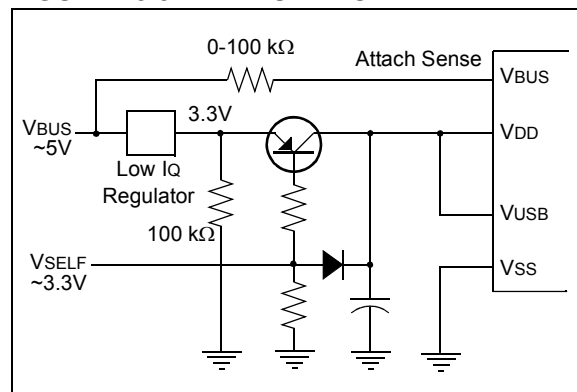 0-100 kΩ
Attach Sense
VBUS
VBUS
~5V
3.3V
VDD
Low IQ
Regulator
100 kΩ
VUSB
VSELF
~3.3V
VSS